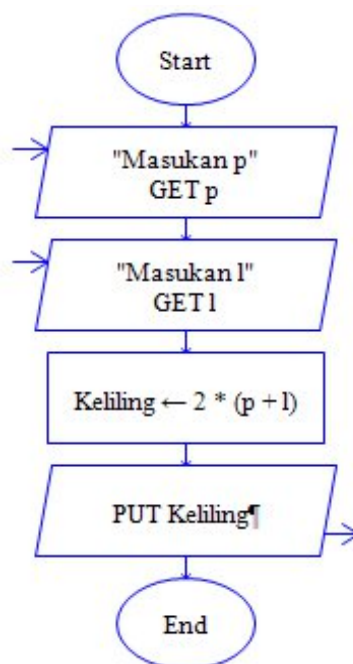 Start
"Masukan p"
GET p
"Masukan l"
GET l
Keliling ← 2 * (p + l)
PUT Keliling¶
End